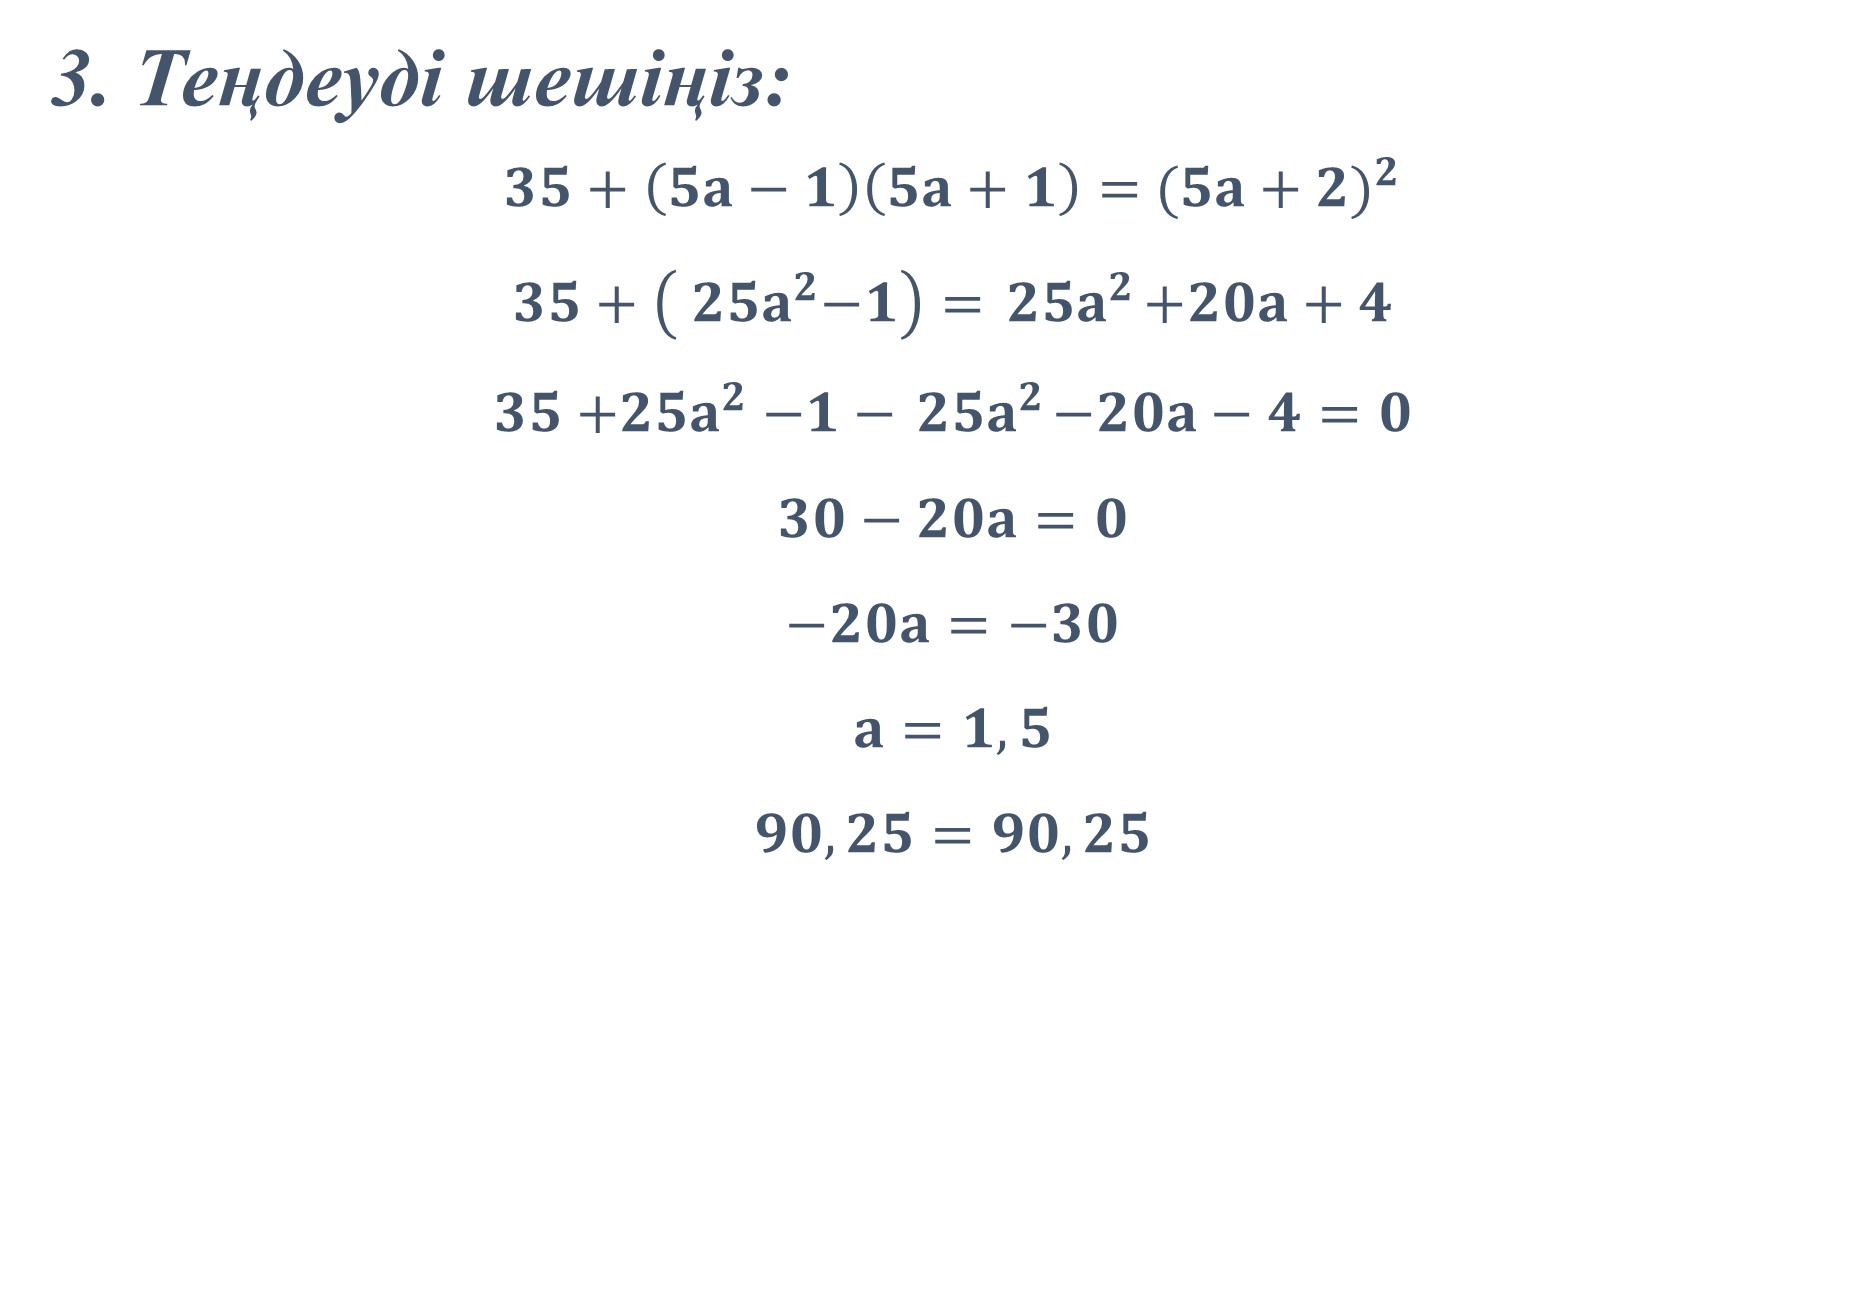 3. Теңдеуді шешіңіз:
35 + (5a − 1)(5a + 1) = (5a + 2)²
35 + ( 25a²−1) = 25a² +20a + 4
35 +25a² −1 − 25a² −20a − 4 = 0
30 − 20a = 0
−20a = −30
a = 1,5
90,25 = 90,25